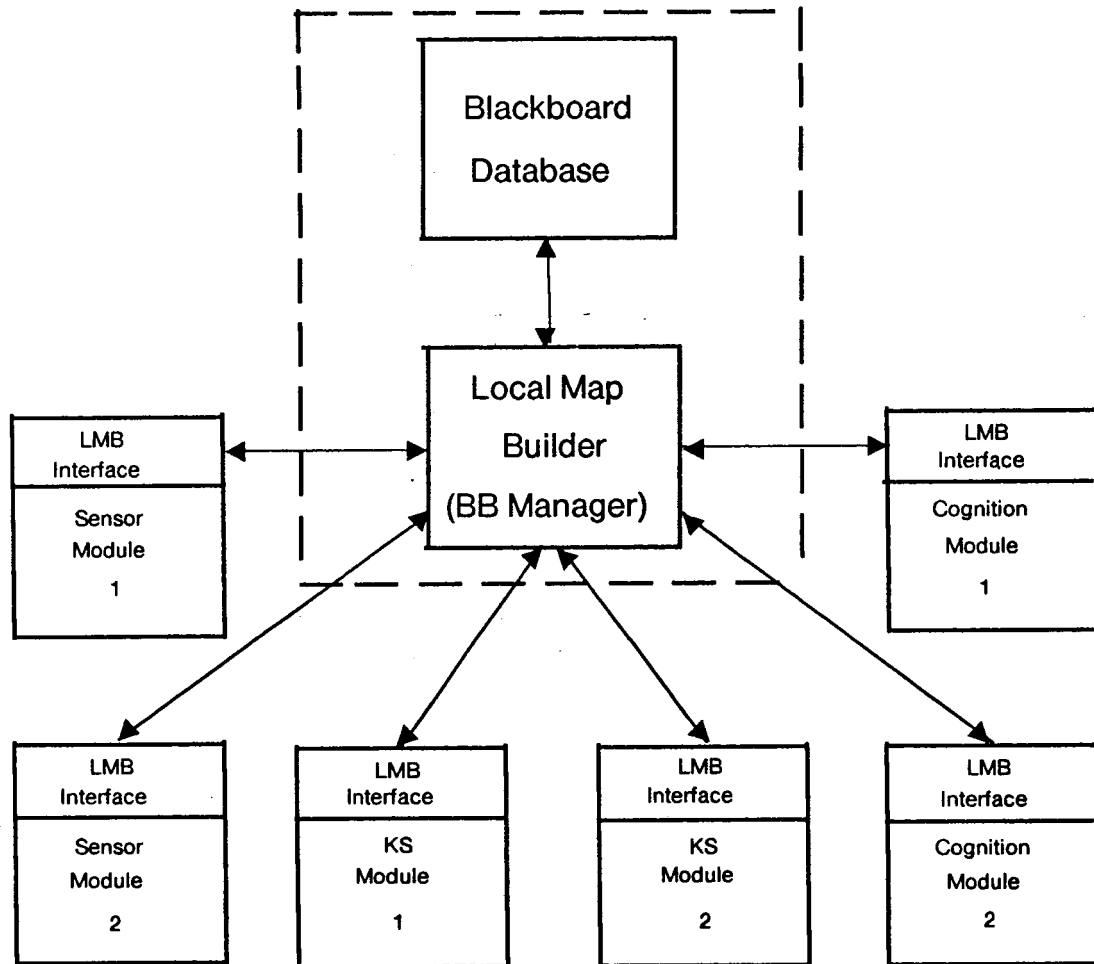 Blackboard
Database
Local Map
Builder
(BB Manager)
LMB
Interface
Sensor
Module
1
LMB
Interface
Cognition
Module
1
LMB
Interface
Sensor
Module
2
LMB
Interface
KS
Module
1
LMB
Interface
KS
Module
2
LMB
Interface
Cognition
Module
2